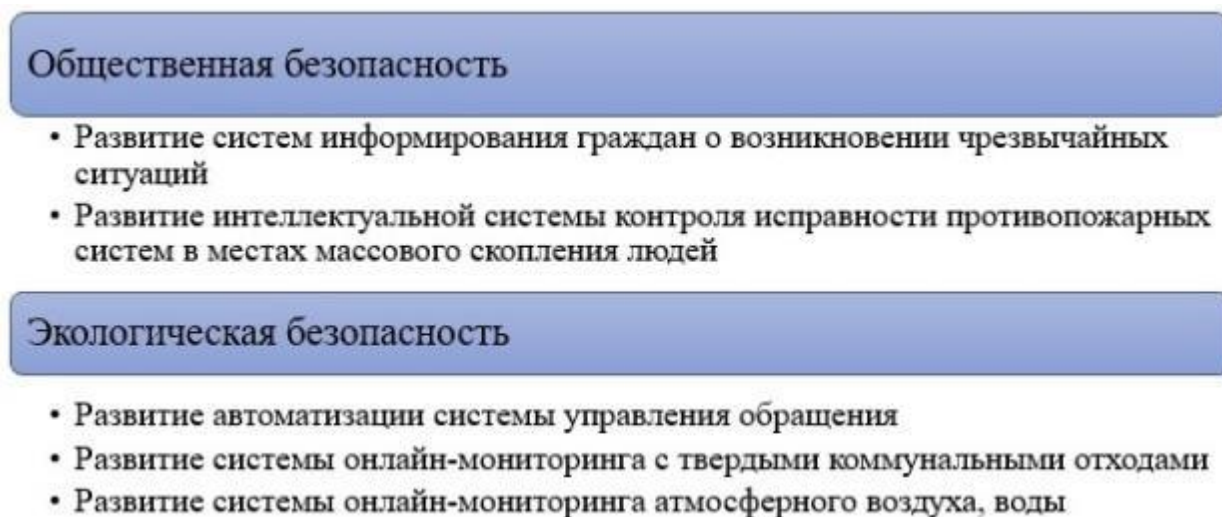 Общественная безопасность
• Развитие систем информирования граждан о возникновении чрезвычайных
ситуаций
• Развитие интеллектуальной системы контроля исправности противопожарных
систем в местах массового скопления людей
Экологическая безопасность
• Развитие автоматизации системы управления обращения
• Развитие системы онлайн-мониторинга с твердыми коммунальными отходами
• Развитие системы онлайн-мониторинга атмосферного воздуха, воды